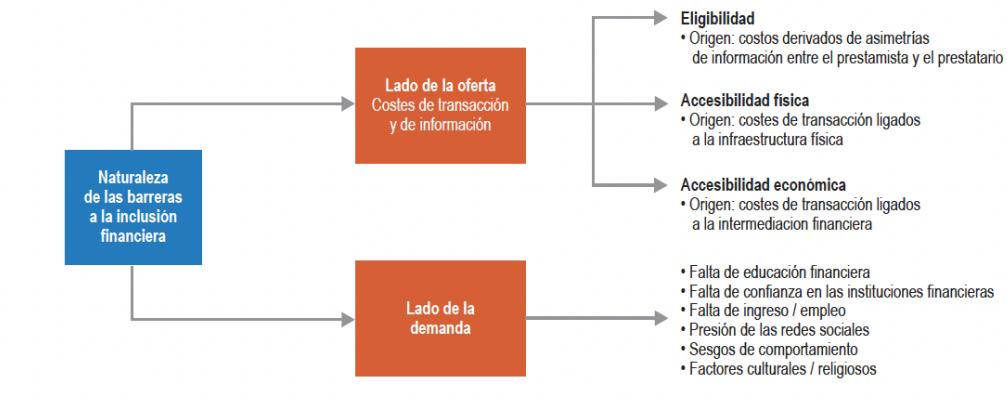 Naturaleza
de las barreras
a la inclusión
financiera
Lado de la oferta
Costes de transacción
y de información
Eligibilidad
• Origen: costos derivados de asimetrías
de información entre el prestamista y el prestatario
Accesibilidad física
• Origen: costes de transacción ligados
a la infraestructura física
Accesibilidad económica
• Origen: costes de transacción ligados
a la intermediacion financiera
Lado de la
demanda
• Falta de educación financiera
• Falta de confianza en las instituciones financieras
• Falta de ingreso / empleo
• Presión de las redes sociales
• Sesgos de comportamiento
• Factores culturales / religiosos